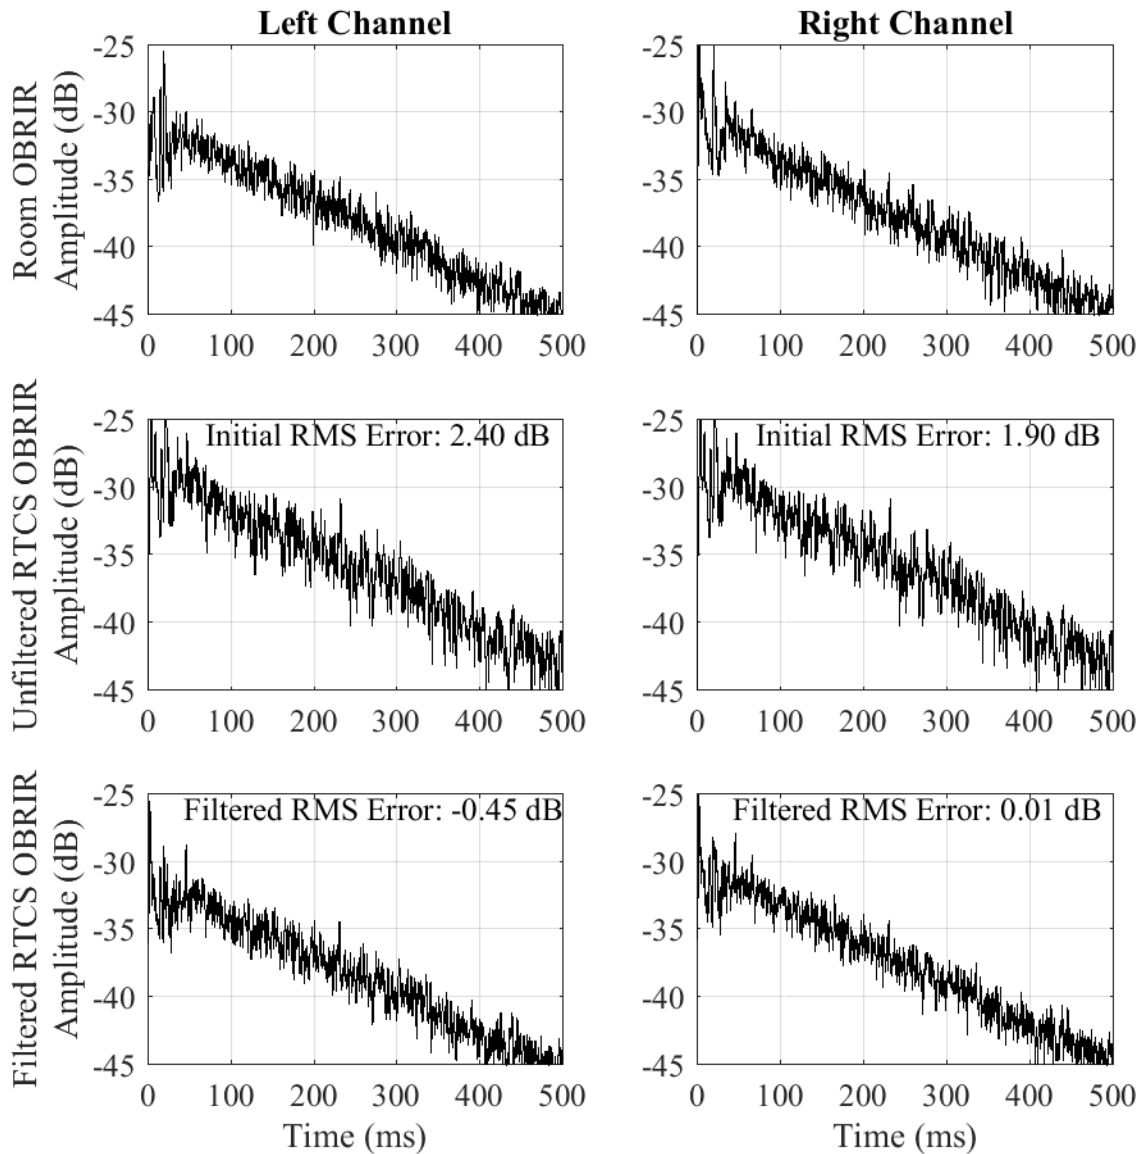 Left Channel
Right Channel
Room OBRIR
Amplitude (dB)
-25
-30
-35
-40
-45
0 100 200 300 400 500
-25
-30
-35
-40
-45
0 100 200 300 400 500
Unfiltered RTCS OBRIR
Amplitude (dB)
Initial RMS Error: 2.40 dB
-25
-30
-35
-40
-45
0 100 200 300 400 500
Initial RMS Error: 1.90 dB
-25
-30
-35
-40
-45
0 100 200 300 400 500
Filtered RTCS OBRIR
Amplitude (dB)
Filtered RMS Error: -0.45 dB
-25
-30
-35
-40
-45
0 100 200 300 400 500
Time (ms)
Filtered RMS Error: 0.01 dB
-25
-30
-35
-40
-45
0 100 200 300 400 500
Time (ms)